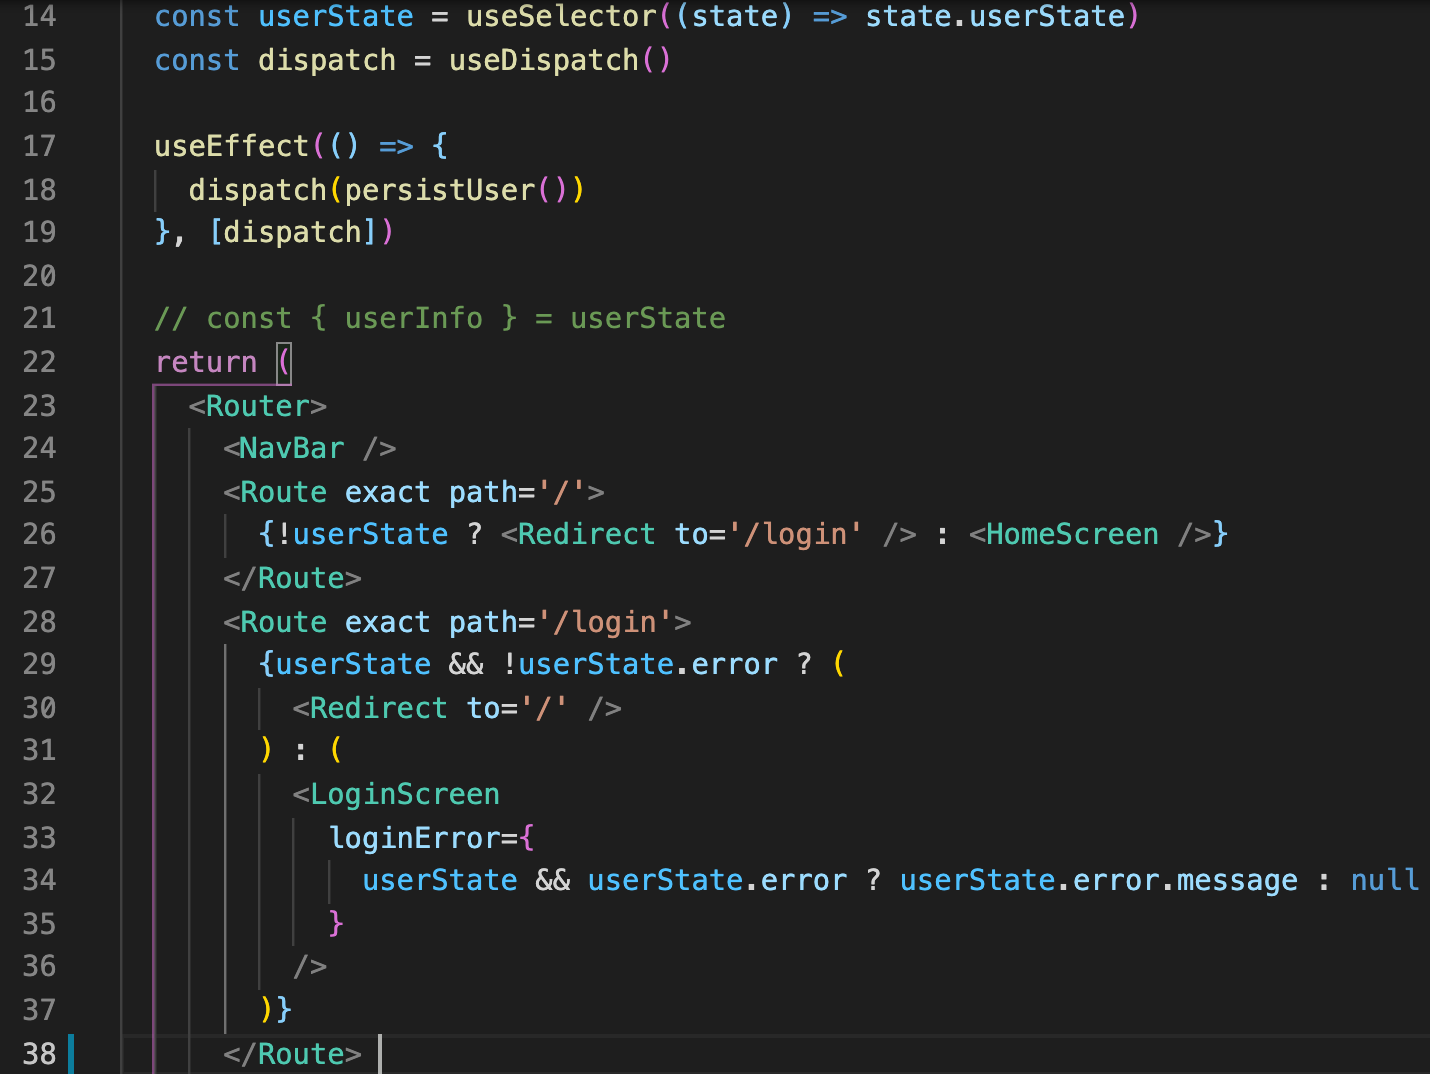 14 const userState = useSelector((state) => state.userState)
15 const dispatch = useDispatch()
16
17 useEffect(() => {
18 dispatch(persistUser())
19 }, [dispatch])
20
21 // const { userInfo } = userState
22 return (
23 <Router>
24 <NavBar />
25 <Route exact path='/'>
26 {!userState ? <Redirect to='/login' /> : <HomeScreen />}
27 </Route>
28 <Route exact path='/login'>
29 {userState && !userState.error ? (
30 <Redirect to='/' />
31 ) : (
32 <LoginScreen
33 loginError={
34 userState && userState.error ? userState.error.message : null
35 }
36 />
37 )}
38 </Route>